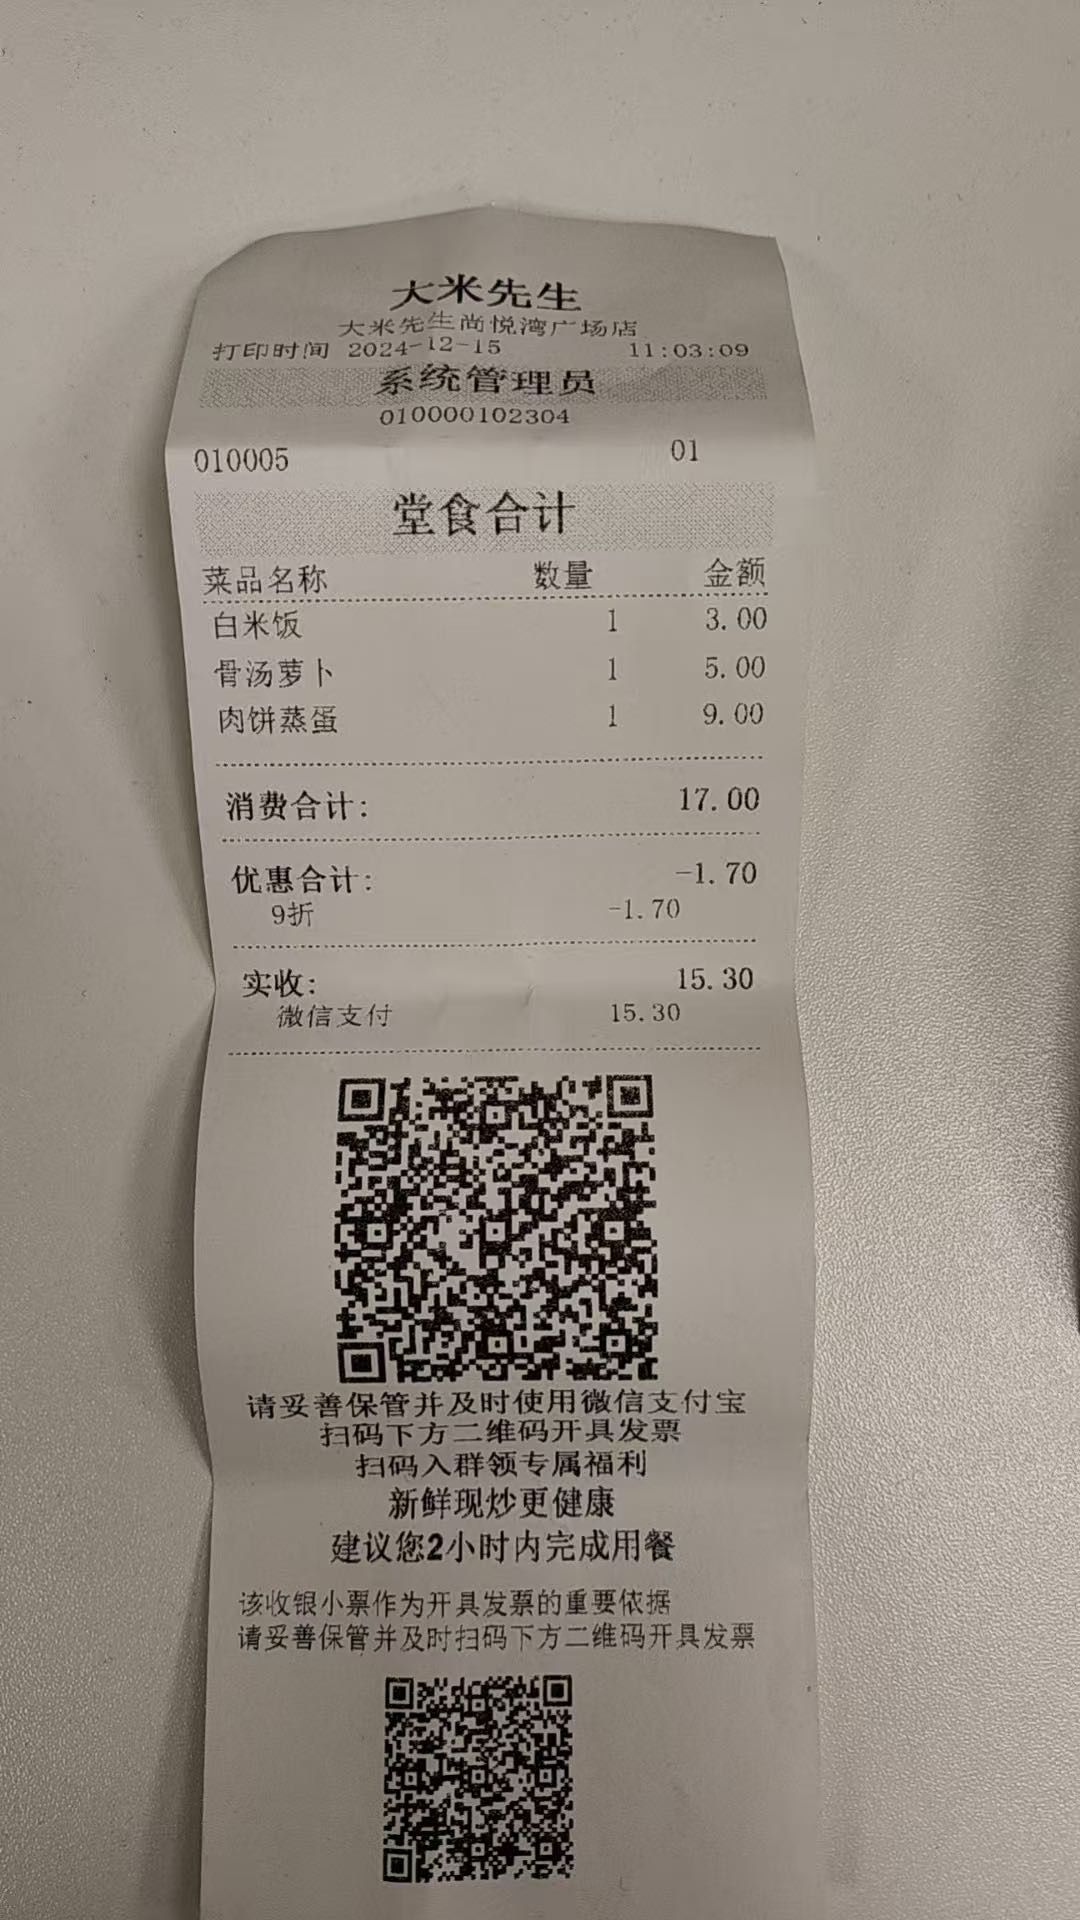 大米先生
大米先生尚悦湾广场店
打印时间 2024-12-15 11:03:09
系统管理员
010000102304
010005 01
堂食合计
菜品名称 数量 金额
白米饭 1 3.00
骨汤萝卜 1 5.00
肉饼蒸蛋 1 9.00
消费合计: 17.00
优惠合计: -1.70
9折 -1.70
实收: 15.30
微信支付 15.30
请妥善保管并及时使用微信支付宝
扫码下方二维码开具发票
扫码入群领专属福利
新鲜现炒更健康
建议您2小时内完成用餐
该收银小票作为开具发票的重要依据
请妥善保管并及时扫码下方二维码开具发票